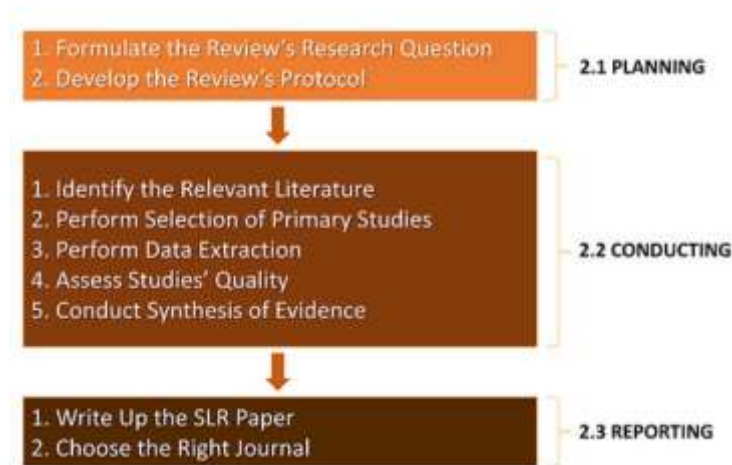 1. Formulate the Review's Research Question
2. Develop the Review's Protocol
2.1 PLANNING
1. Identify the Relevant Literature
2. Perform Selection of Primary Studies
3. Perform Data Extraction
4. Assess Studies' Quality
5. Conduct Synthesis of Evidence
2.2 CONDUCTING
1. Write Up the SLR Paper
2. Choose the Right Journal
2.3 REPORTING